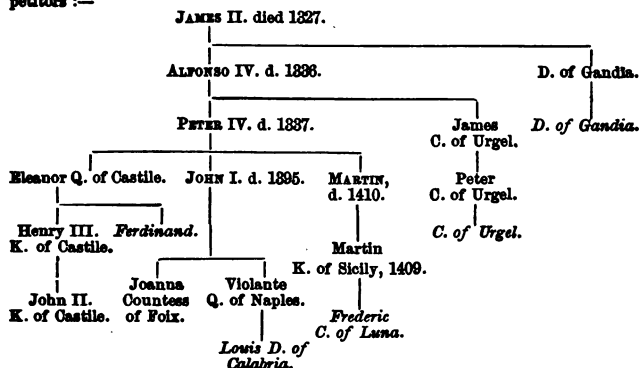 petitors :—
JAMES II. died 1327.
ALFONSO IV. d. 1336.
D. of Gandia.
PETER IV. d. 1337.
James
C. of Urgel.
D. of Gandia.
Eleanor Q. of Castile.
JOHN I. d. 1395.
MARTIN,
d. 1410.
Peter
C. of Urgel.
Henry III.
K. of Castile.
Ferdinand.
C. of Urgel.
Martin
K. of Sicily, 1409.
John II.
K. of Castile.
Joanna
Countess
of Foix.
Violante
Q. of Naples.
Frederic
C. of Luna.
Louis D. of
Calabria.